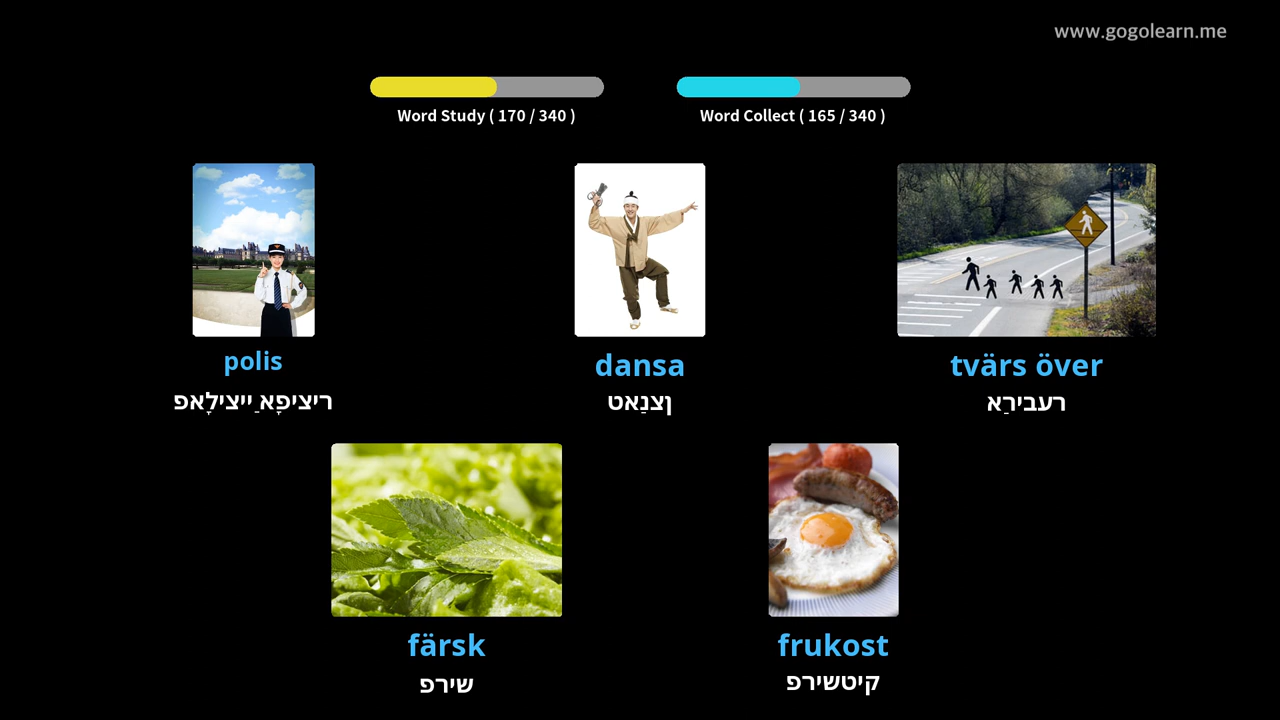 www.gogolearn.me
Word Study ( 170 / 340 )
Word Collect ( 165 / 340 )
polis
ריציפָא ַייצילָאפ
dansa
ןצנַאט
tvärs över
רעביר​ַא
färsk
שירפ
frukost
קיטשירפ